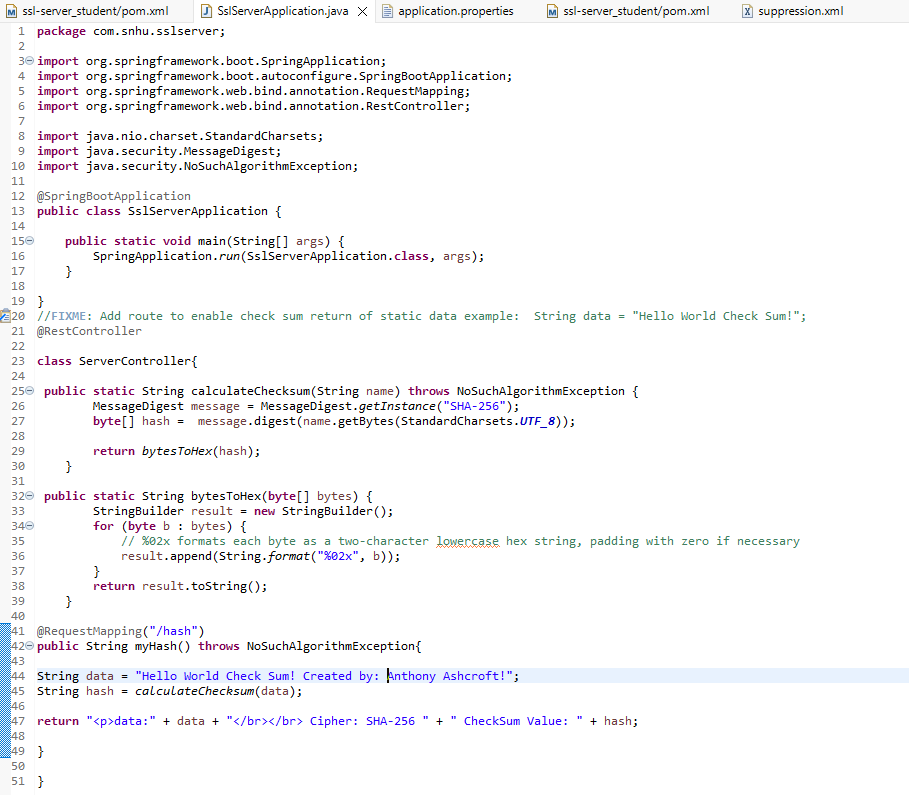 ssl-server_student/pom.xml SslServerApplication.java application.properties ssl-server_student/pom.xml suppression.xml
1 package com.snhu.sslserver;
2
3 import org.springframework.boot.SpringApplication;
4 import org.springframework.boot.autoconfigure.SpringBootApplication;
5 import org.springframework.web.bind.annotation.RequestMapping;
6 import org.springframework.web.bind.annotation.RestController;
7
8 import java.nio.charset.StandardCharsets;
9 import java.security.MessageDigest;
10 import java.security.NoSuchAlgorithmException;
11
12 @SpringBootApplication
13 public class SslServerApplication {
14
15     public static void main(String[] args) {
16         SpringApplication.run(SslServerApplication.class, args);
17     }
18
19 }
20 //FIXME: Add route to enable check sum return of static data example:  String data = "Hello World Check Sum!";
21 @RestController
22
23 class ServerController{
24
25  public static String calculateChecksum(String name) throws NoSuchAlgorithmException {
26         MessageDigest message = MessageDigest.getInstance("SHA-256");
27         byte[] hash =  message.digest(name.getBytes(StandardCharsets.UTF_8));
28
29         return bytesToHex(hash);
30     }
31
32  public static String bytesToHex(byte[] bytes) {
33         StringBuilder result = new StringBuilder();
34         for (byte b : bytes) {
35             // %02x formats each byte as a two-character lowercase hex string, padding with zero if necessary
36             result.append(String.format("%02x", b));
37         }
38         return result.toString();
39     }
40
41 @RequestMapping("/hash")
42 public String myHash() throws NoSuchAlgorithmException{
43
44 String data = "Hello World Check Sum! Created by: Anthony Ashcroft!";
45 String hash = calculateChecksum(data);
46
47 return "<p>data:" + data + "</br></br> Cipher: SHA-256 " + " CheckSum Value: " + hash;
48
49 }
50
51 }